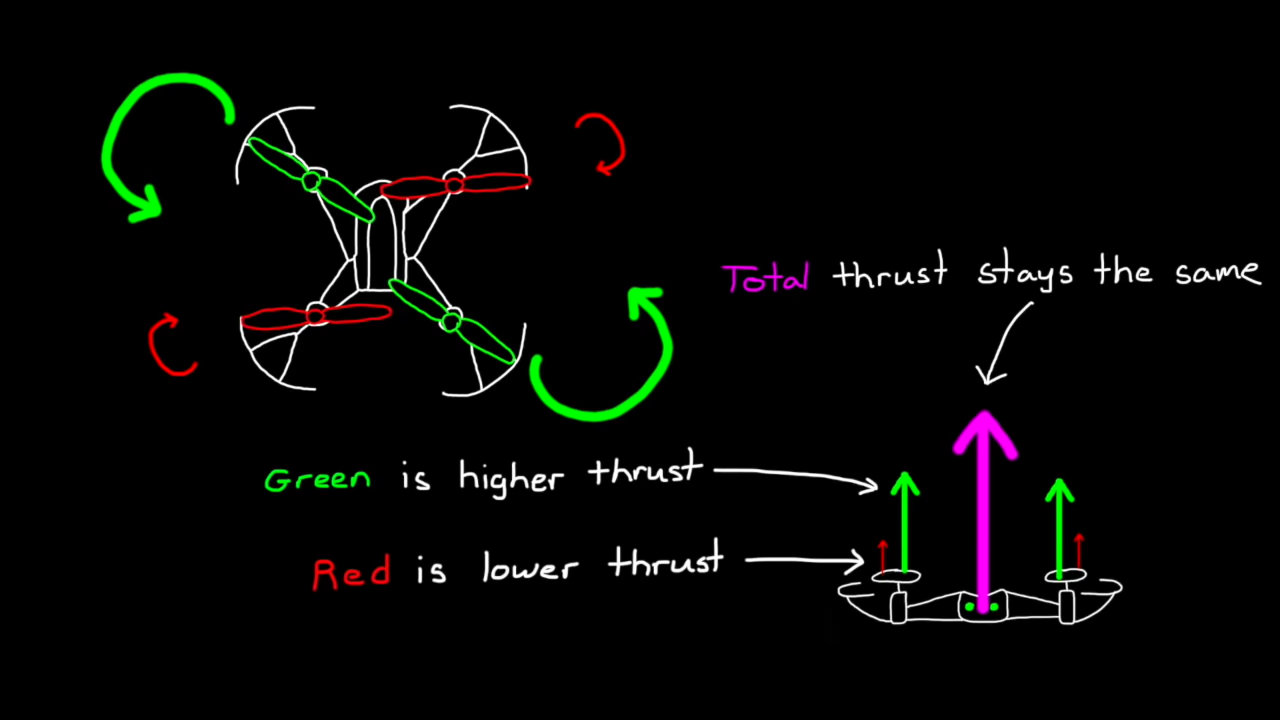 Total thrust stays the same
Green is higher thrust
Red is lower thrust